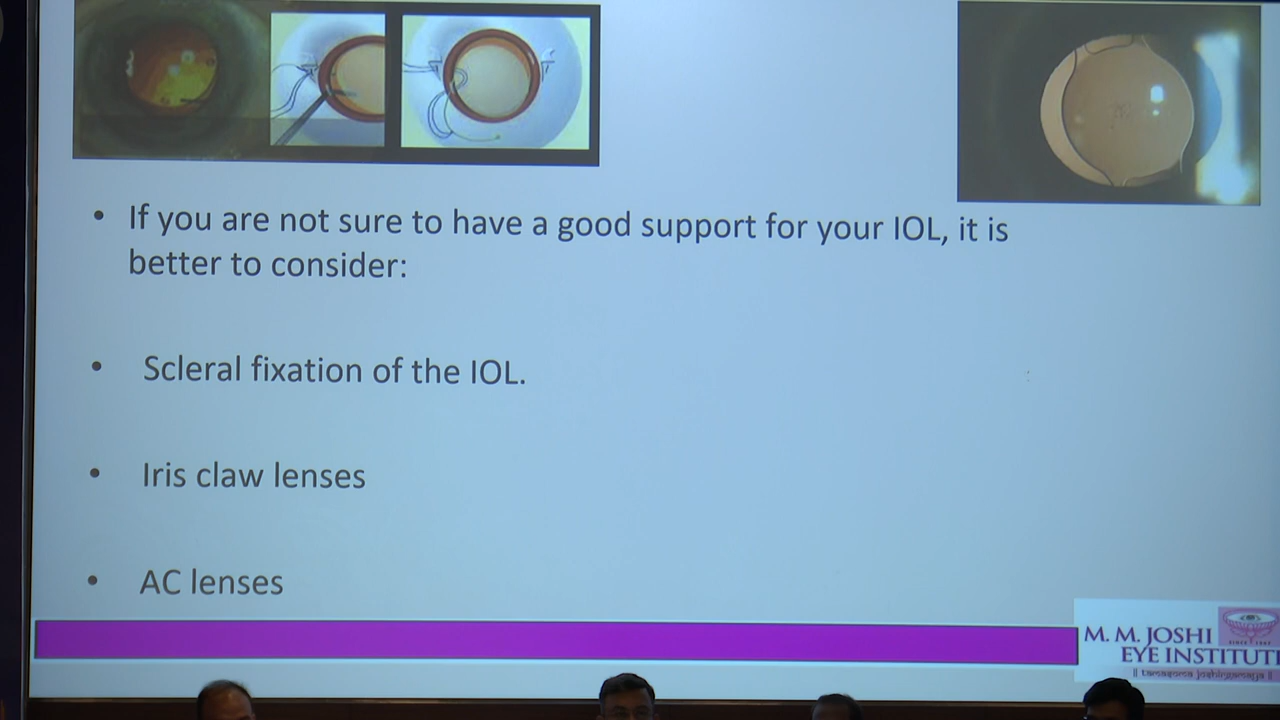 • If you are not sure to have a good support for your IOL, it is
better to consider:
• Scleral fixation of the IOL.
• Iris claw lenses
• AC lenses
M. M. JOSHI
EYE INSTITUTE